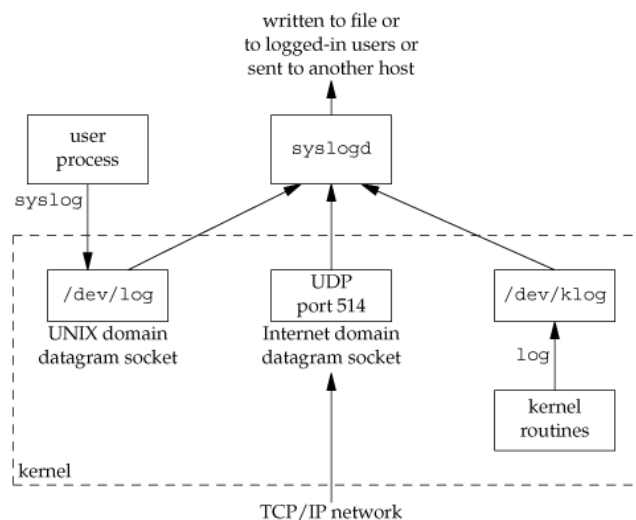 written to file or
to logged-in users or
sent to another host
user
process
syslogd
syslog
/dev/log
UDP
port 514
/dev/klog
UNIX domain
datagram socket
Internet domain
datagram socket
log
kernel
routines
kernel
TCP/IP network